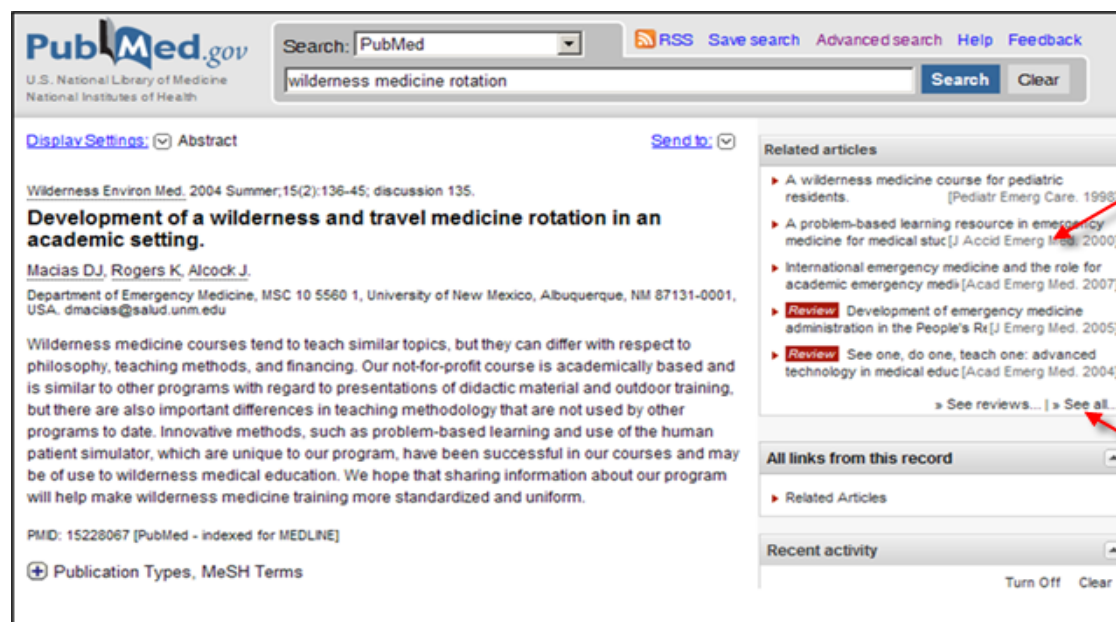 PubMed.gov
U.S. National Library of Medicine
National Institutes of Health
Search: PubMed
RSS Save search Advanced search Help Feedback
wilderness medicine rotation
Search Clear
Display Settings: Abstract
Send to:
Wilderness Environ Med. 2004 Summer;15(2):136-45; discussion 135.
Development of a wilderness and travel medicine rotation in an
academic setting.
Macias DJ, Rogers K, Alcock J.
Department of Emergency Medicine, MSC 10 5560 1, University of New Mexico, Albuquerque, NM 87131-0001,
USA. dmacias@salud.unm.edu
Wilderness medicine courses tend to teach similar topics, but they can differ with respect to
philosophy, teaching methods, and financing. Our not-for-profit course is academically based and
is similar to other programs with regard to presentations of didactic material and outdoor training,
but there are also important differences in teaching methodology that are not used by other
programs to date. Innovative methods, such as problem-based learning and use of the human
patient simulator, which are unique to our program, have been successful in our courses and may
be of use to wilderness medical education. We hope that sharing information about our program
will help make wilderness medicine training more standardized and uniform.
PMID: 15228067 [PubMed - indexed for MEDLINE]
Publication Types, MeSH Terms
Related articles
A wilderness medicine course for pediatric
residents. [Pediatr Emerg Care. 1998]
A problem-based learning resource in emergency
medicine for medical stuc [J Accid Emerg Med. 2000]
International emergency medicine and the role for
academic emergency medi [Acad Emerg Med. 2007]
Review Development of emergency medicine
administration in the People's Re [J Emerg Med. 2005]
Review See one, do one, teach one: advanced
technology in medical educ [Acad Emerg Med. 2004]
» See reviews... | » See all...
All links from this record
Related Articles
Recent activity
Turn Off Clear